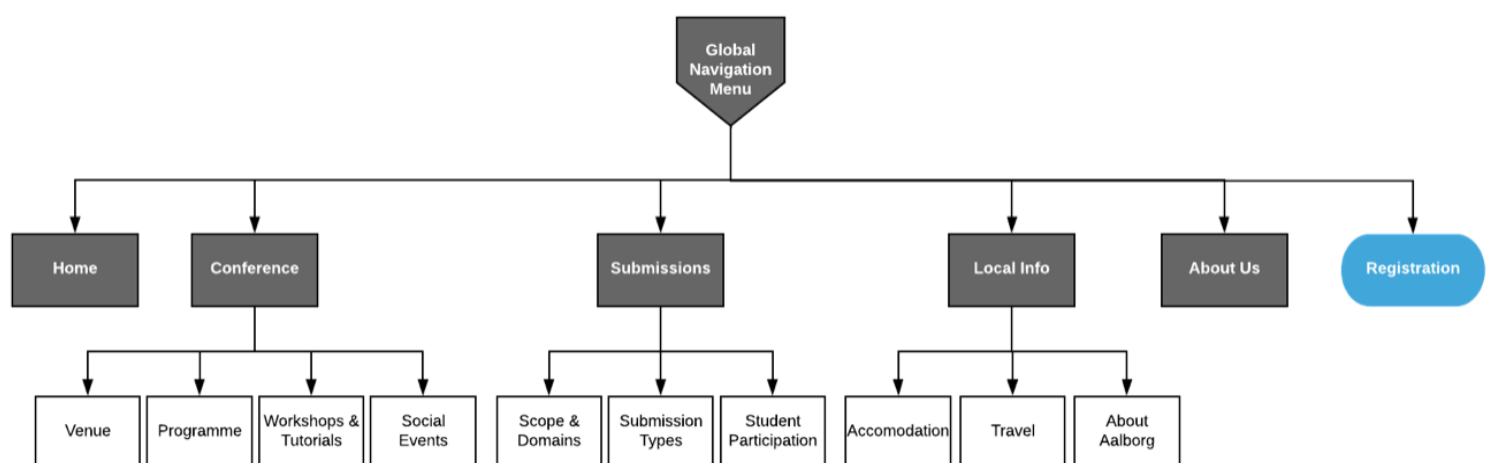 Global
Navigation
Menu
Home
Conference
Submissions
Local Info
About Us
Registration
Venue
Programme
Workshops &
Tutorials
Social
Events
Scope &
Domains
Submission
Types
Student
Participation
Accomodation
Travel
About
Aalborg